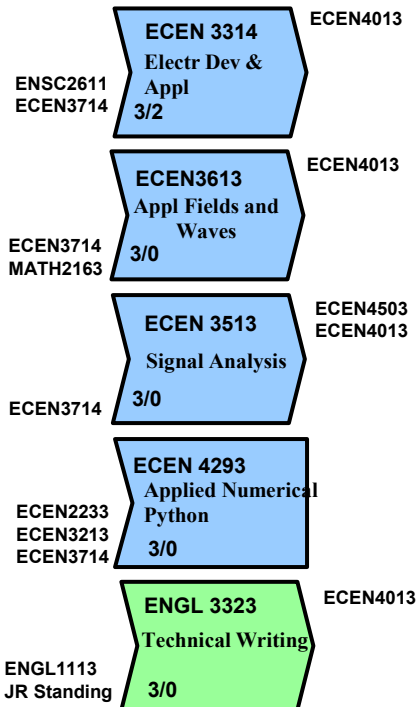 ECEN 3314
ECEN4013
Electr Dev &
Appl
ENSC2611
ECEN3714
3/2
ECEN3613
ECEN4013
Appl Fields and
Waves
ECEN3714
MATH2163
3/0
ECEN 3513
ECEN4503
ECEN4013
Signal Analysis
ECEN3714
3/0
ECEN 4293
Applied Numerical
Python
ECEN2233
ECEN3213
ECEN3714
3/0
ENGL 3323
ECEN4013
Technical Writing
ENGL1113
JR Standing
3/0